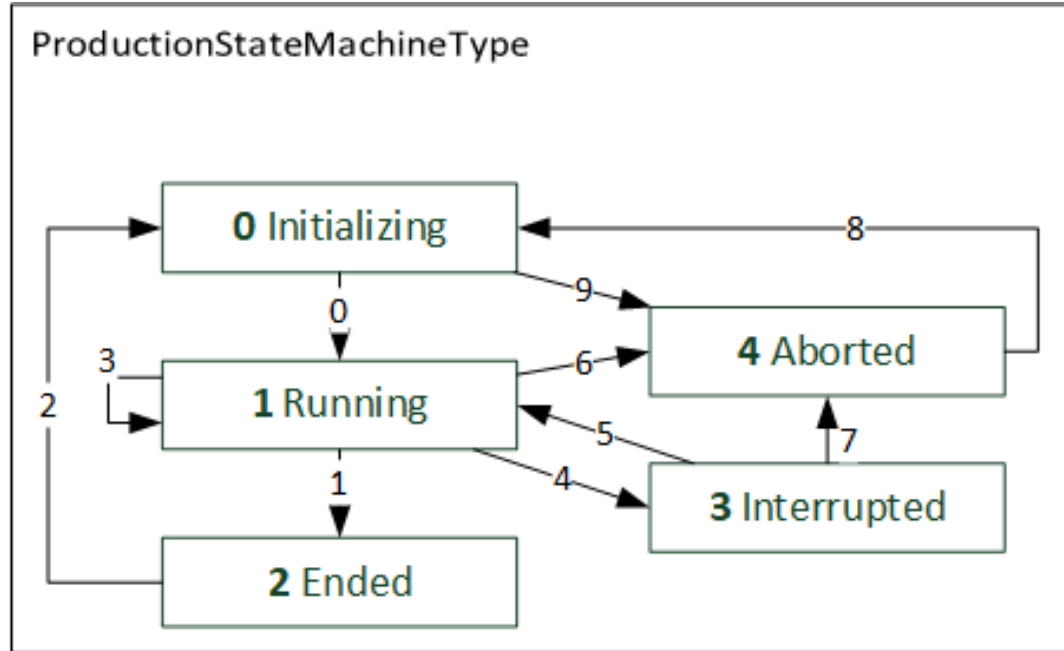 ProductionStateMachineType
0 Initializing
8
9
0
4 Aborted
3
6
1 Running
2
5
7
1
4
3 Interrupted
2 Ended